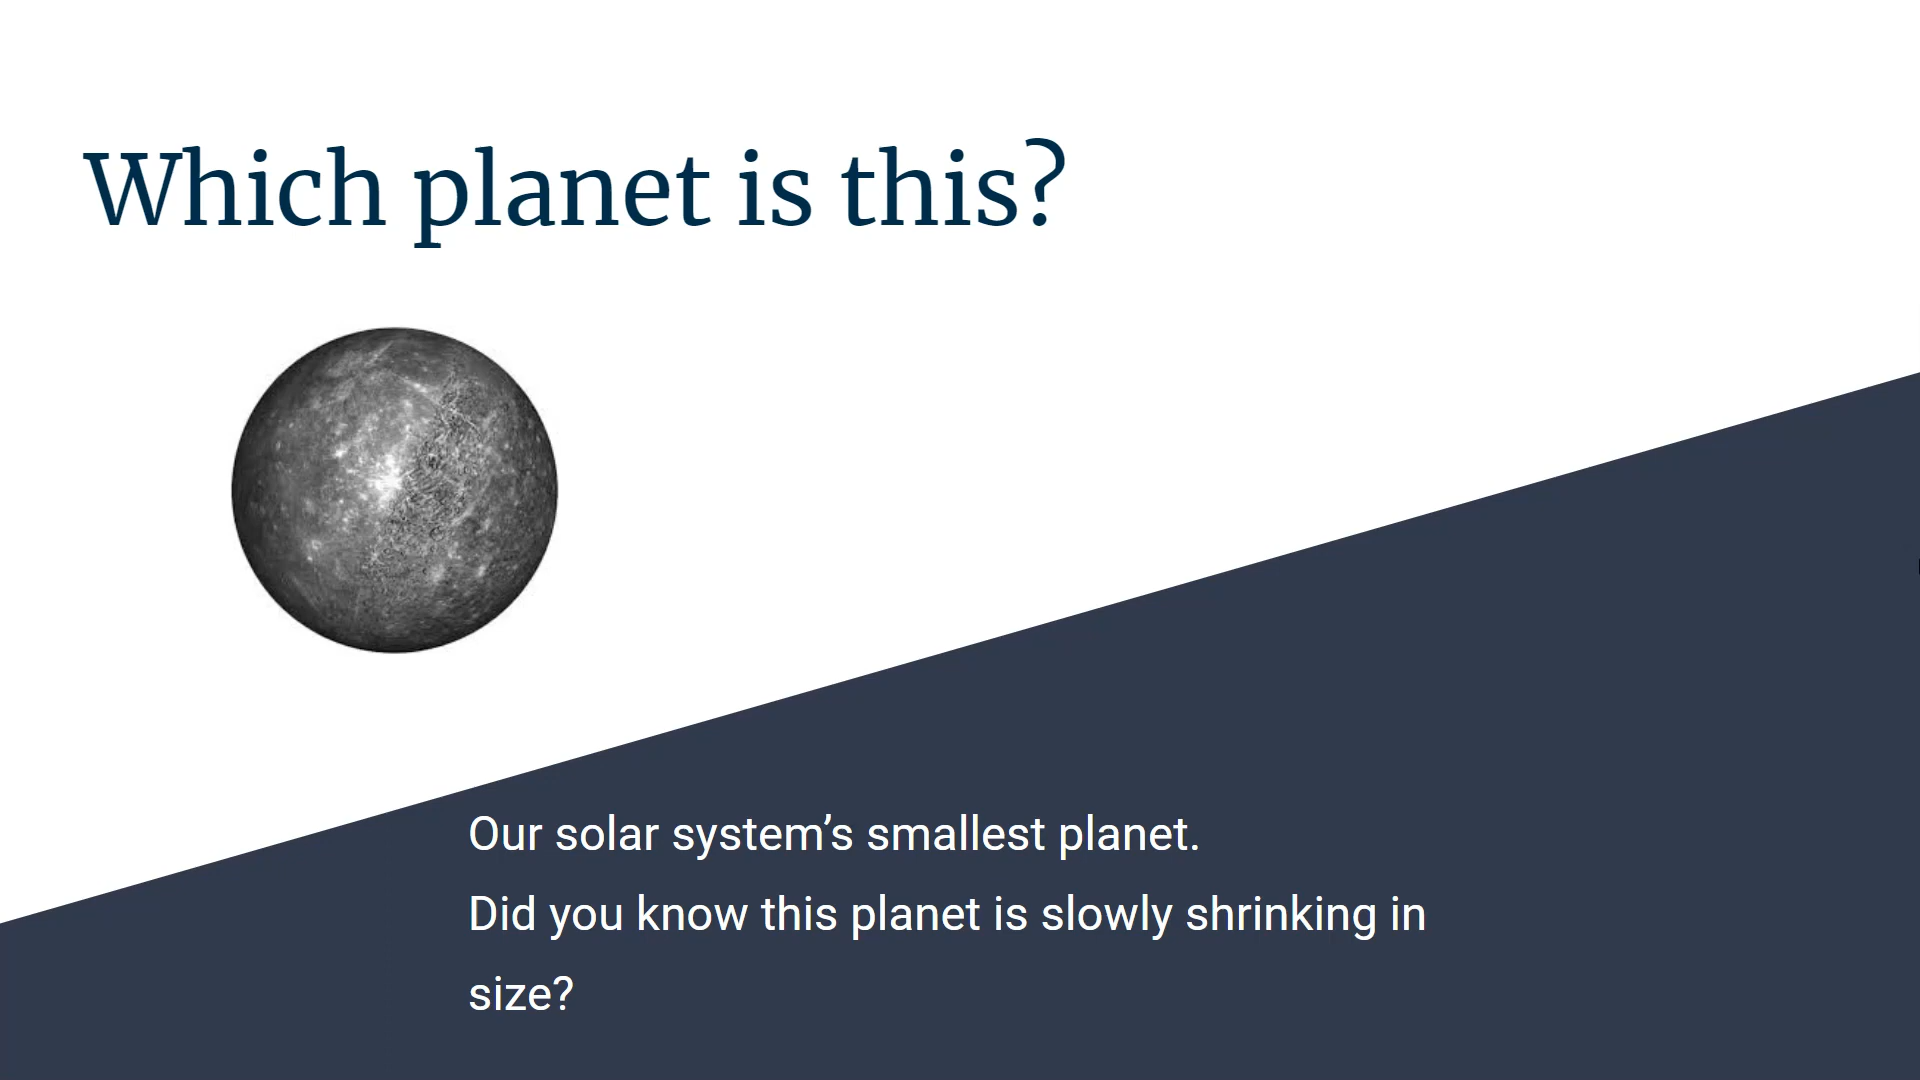 Which planet is this?
Our solar system’s smallest planet.
Did you know this planet is slowly shrinking in
size?